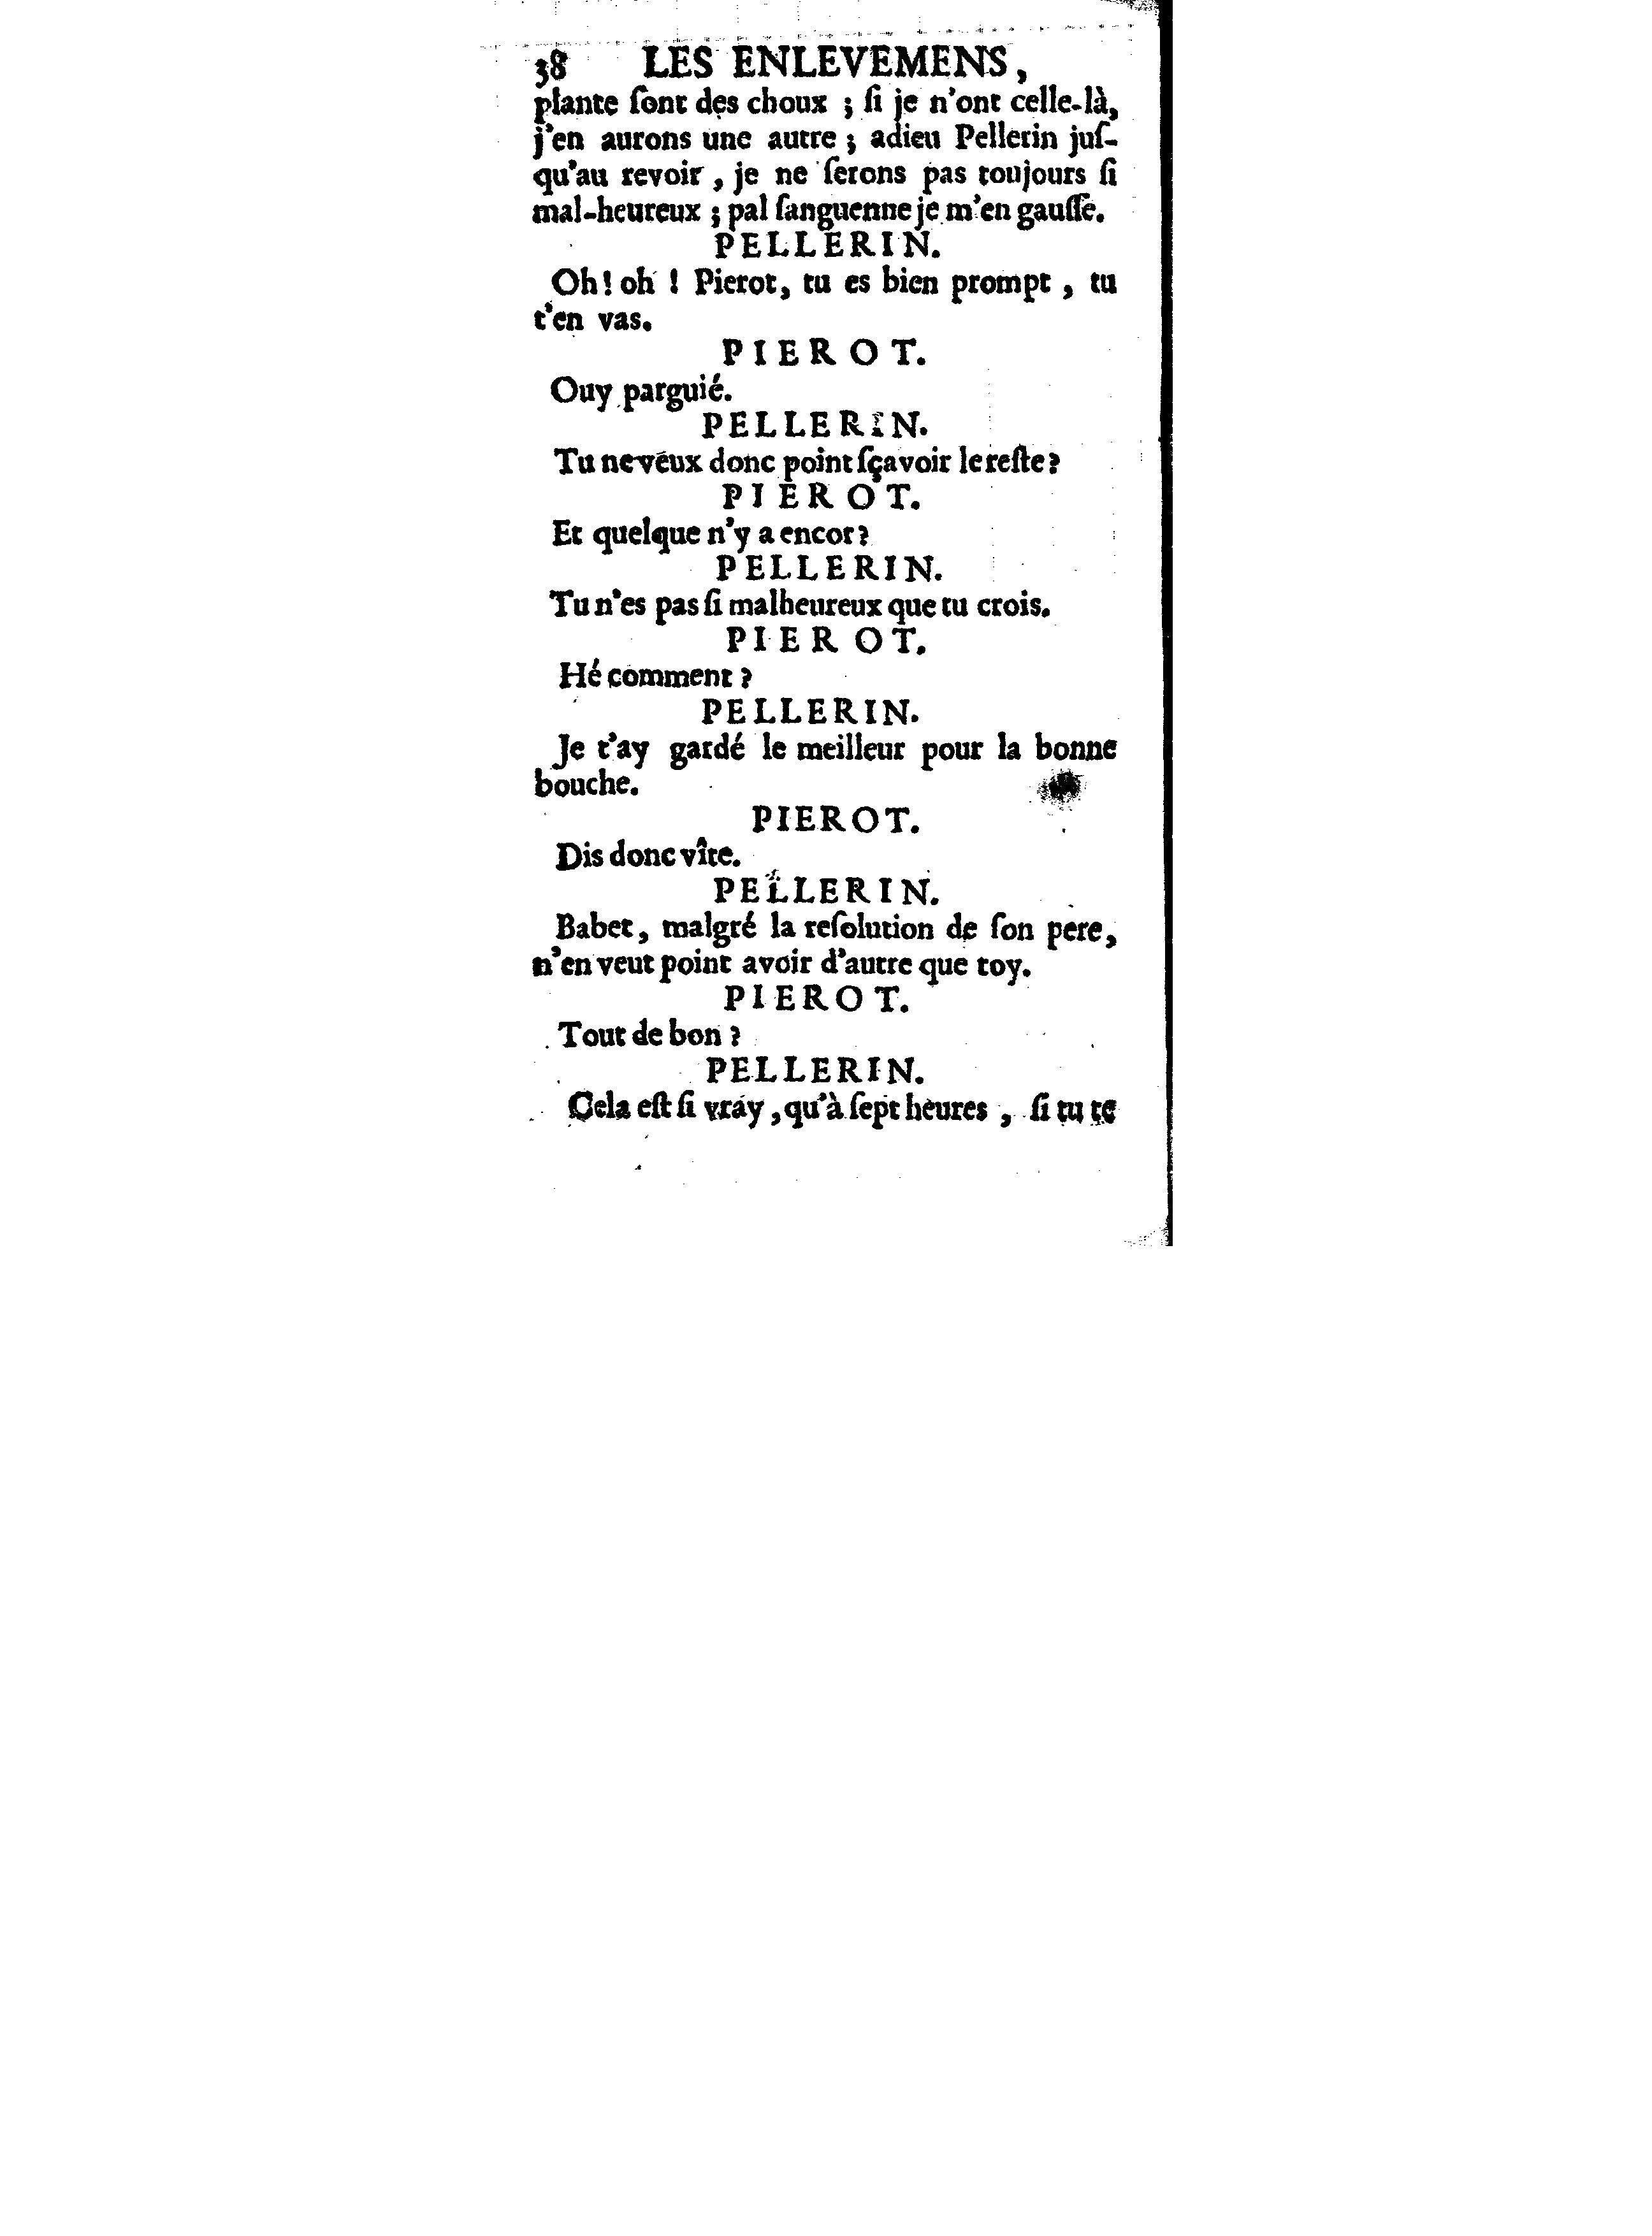 38 LES ENLEVEMENS,
plante ſont des choux ; ſi je n'ont celle-là,
j'en aurons une autre ; adieu Pellerin juſ-
qu'au revoir, je ne ſerons pas toujours ſi
mal-heureux ; pal ſanguenne je m'en gauſſe.
PELLERIN.
Oh! oh ! Pierot, tu es bien prompt, tu
t'en vas.
PIEROT.
Ouy parguié.
PELLERIN.
Tu ne veux donc point ſçavoir le reſte?
PIEROT.
Et quelque n'y a encor?
PELLERIN.
Tu n'es pas ſi malheureux que tu crois.
PIEROT.
Hé comment ?
PELLERIN.
Je t'ay gardé le meilleur pour la bonne
bouche.
PIEROT.
Dis donc vîte.
PELLERIN.
Babet, malgré la reſolution de ſon pere,
n'en veut point avoir d'autre que toy.
PIEROT.
Tout de bon ?
PELLERIN.
Cela eſt ſi vray, qu'à ſept heures, ſi tu te